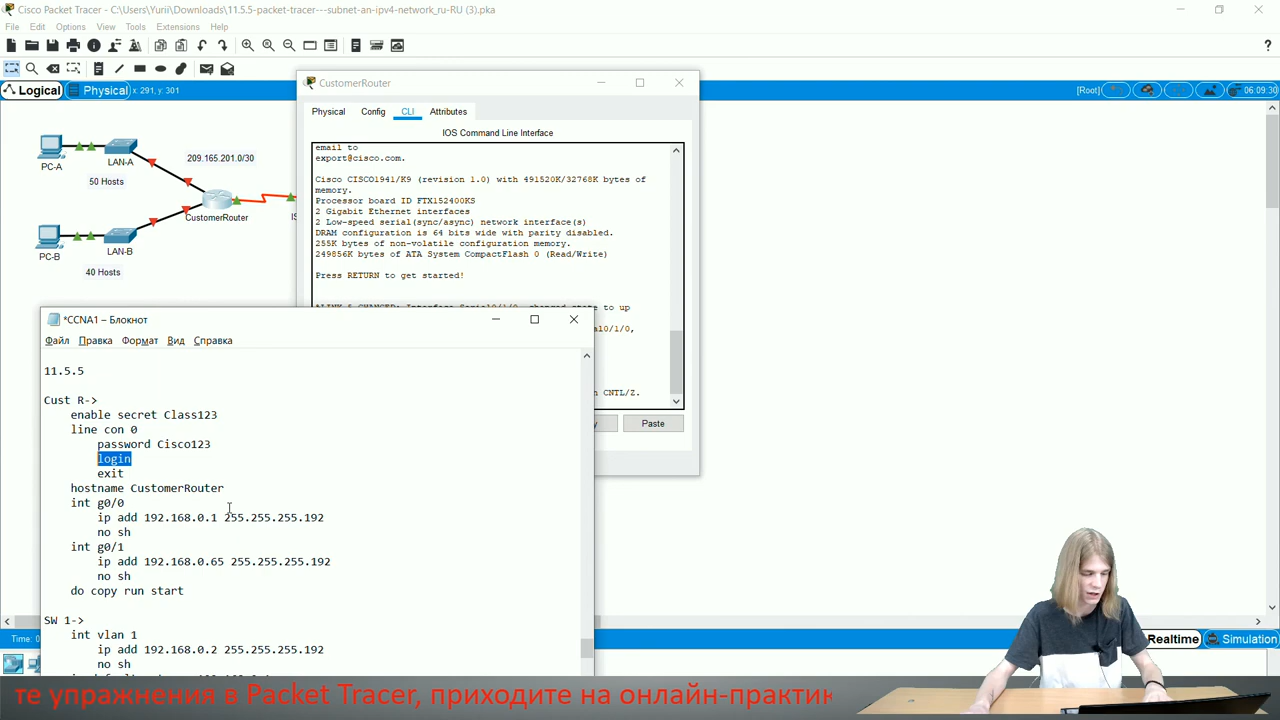 Cisco Packet Tracer - C:\Users\Yurii\Downloads\11.5.5-packet-tracer---subnet-an-ipv4-network_ru-RU (3).pka
File Edit Options View Tools Extensions Help
Logical Physical x: 291, y: 301
[Root] 06:09:30
PC-A
LAN-A
50 Hosts
209.165.201.0/30
CustomerRouter
PC-B
LAN-B
40 Hosts
CustomerRouter
Physical Config CLI Attributes
IOS Command Line Interface
email to
export@cisco.com.
Cisco CISCO1941/K9 (revision 1.0) with 491520K/32768K bytes of
memory.
Processor board ID FTX152400KS
2 Gigabit Ethernet interfaces
2 Low-speed serial(sync/async) network interface(s)
DRAM configuration is 64 bits wide with parity disabled.
255K bytes of non-volatile configuration memory.
249856K bytes of ATA System CompactFlash 0 (Read/Write)
Press RETURN to get started!
to up
al0/1/0,
CNTL/Z.
Paste
*CCNA1 – Блокнот
Файл Правка Формат Вид Справка
11.5.5
Cust R->
enable secret Class123
line con 0
password Cisco123
login
exit
hostname CustomerRouter
int g0/0
ip add 192.168.0.1 255.255.255.192
no sh
int g0/1
ip add 192.168.0.65 255.255.255.192
no sh
do copy run start
SW 1->
int vlan 1
ip add 192.168.0.2 255.255.255.192
no sh
Time: 0
Realtime Simulation
те упражнения в Packet Tracer, приходите на онлайн-практик